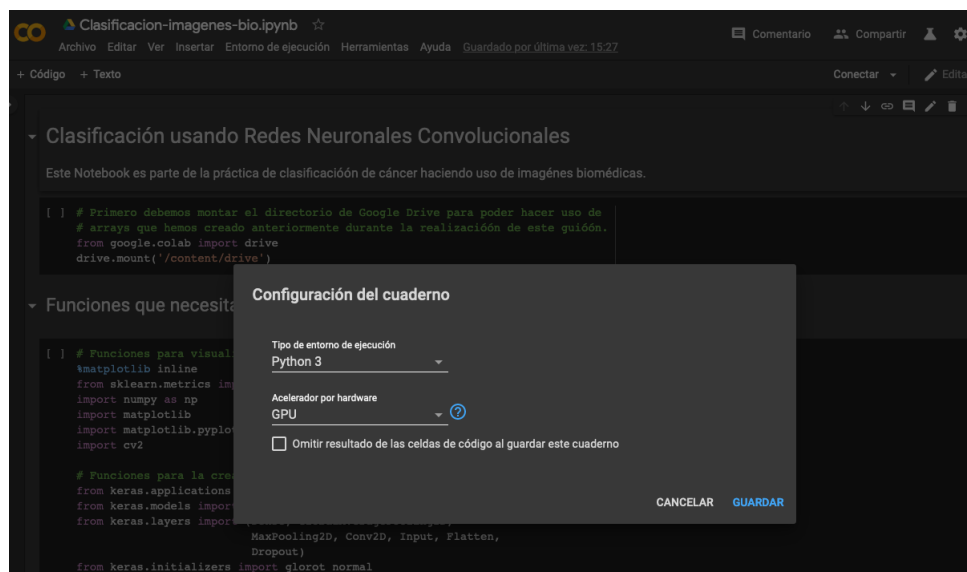 CO
Clasificacion-imagenes-bio.ipynb
Archivo Editar Ver Insertar Entorno de ejecución Herramientas Ayuda Guardado por última vez: 15:27
Comentario Compartir
+ Código + Texto
Conectar Edita
Clasificación usando Redes Neuronales Convolucionales
Este Notebook es parte de la práctica de clasificacióón de cáncer haciendo uso de imagénes biomédicas.
[ ] # Primero debemos montar el directorio de Google Drive para poder hacer uso de
# arrays que hemos creado anteriormente durante la realizacióón de este guióón.
from google.colab import drive
drive.mount('/content/drive')
Configuración del cuaderno
Funciones que necesita
Tipo de entorno de ejecución
Python 3
Acelerador por hardware
GPU
?
Omitir resultado de las celdas de código al guardar este cuaderno
CANCELAR GUARDAR
[ ] # Funciones para visual
%matplotlib inline
from sklearn.metrics imp
import numpy as np
import matplotlib
import matplotlib.pyplo
import cv2
# Funciones para la crea
from keras.applications
from keras.models impor
from keras.layers import
MaxPooling2D, Conv2D, Input, Flatten,
Dropout)
from keras.initializers import glorot_normal